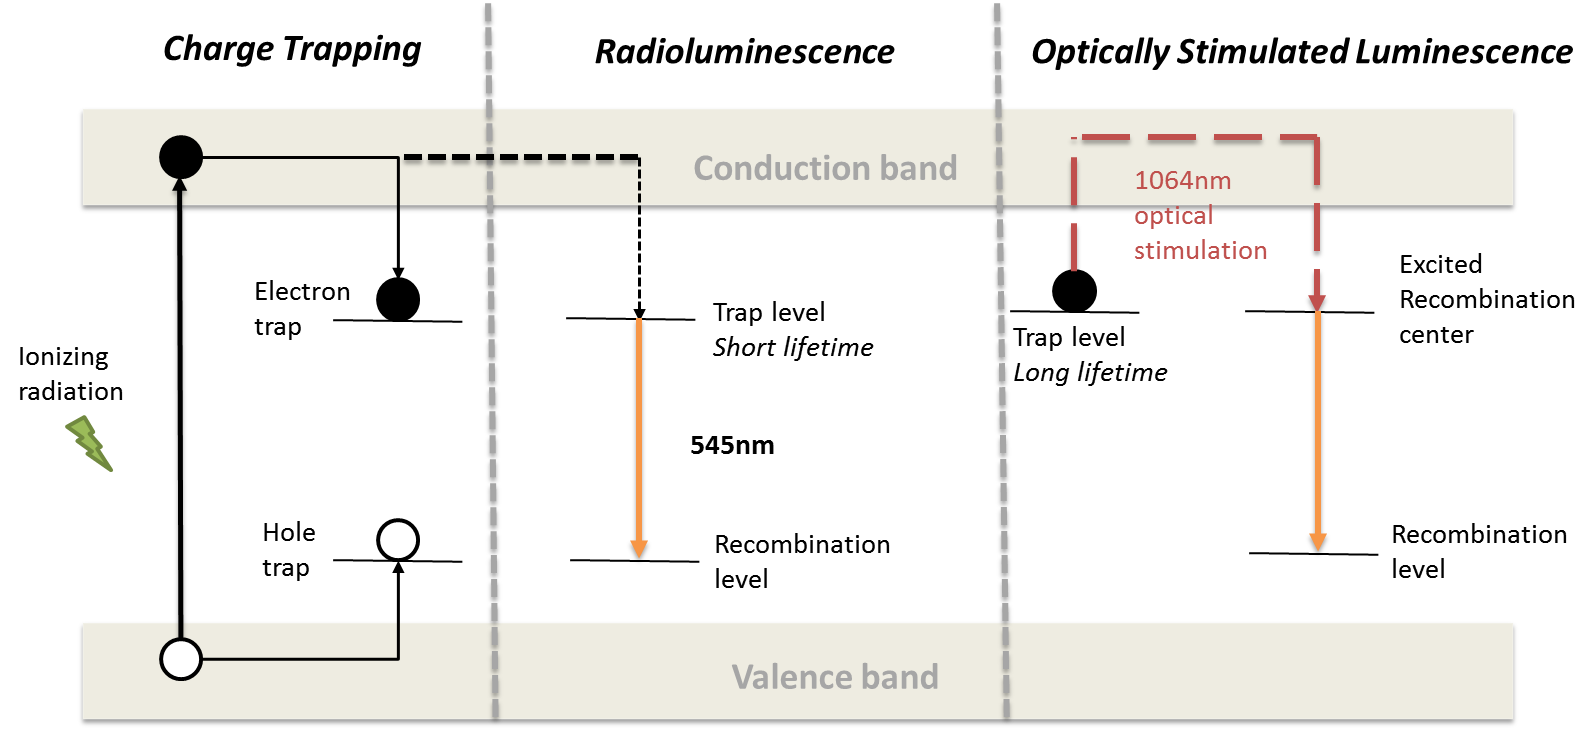 Charge Trapping
Radioluminescence
Optically Stimulated Luminescence
Conduction band
1064nm
optical
stimulation
Electron
trap
Ionizing
radiation
Hole
trap
Trap level
Short lifetime
545nm
Recombination
level
Trap level
Long lifetime
Excited
Recombination
center
Recombination
level
Valence band